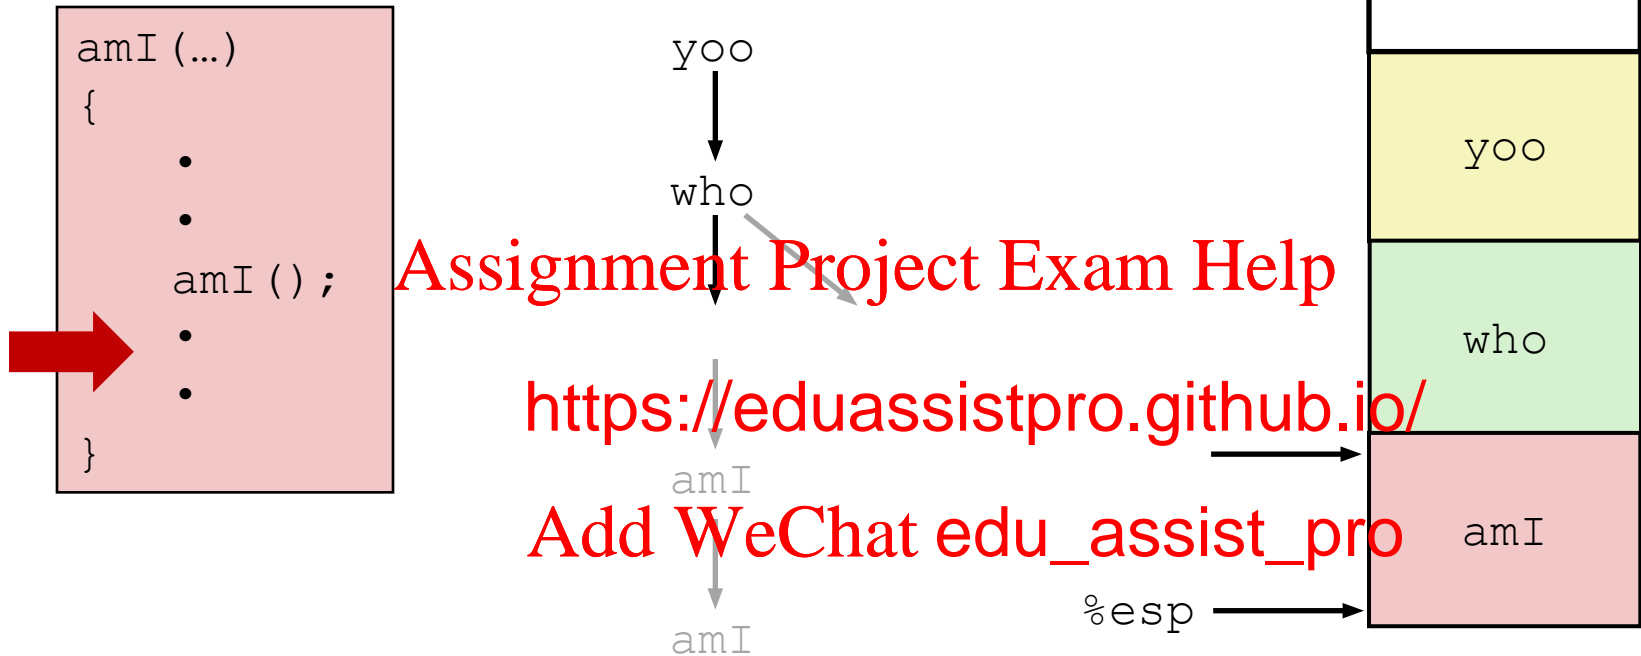 amI(…)
{
•
•
amI();
•
•
}
yoo
who
amI
amI
Assignment Project Exam Help
https://eduassistpro.github.io/
Add WeChat edu_assist_pro
%esp
yoo
who
amI